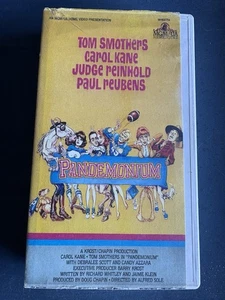 TOM SMOTHERS
CAROL KANE
JUDGE REINHOLD
PAUL REUBENS
PANDEMONIUM
A KROST/CHAPIN PRODUCTION
CAROL KANE • TOM SMOTHERS IN "PANDEMONIUM"
WITH DEBRALEE SCOTT AND CANDY AZZARA
EXECUTIVE PRODUCER BARRY KROST
WRITTEN BY RICHARD WHITLEY AND JAIME KLEIN
PRODUCED BY DOUG CHAPIN • DIRECTED BY ALFRED SOLE